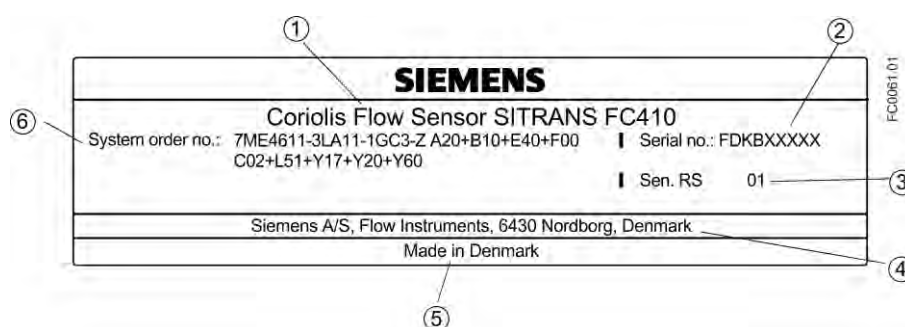 ① ②
SIEMENS
FC0061.01
Coriolis Flow Sensor SITRANS FC410
⑥ System order no.: 7ME4611-3LA11-1GC3-Z A20+B10+E40+F00
C02+L51+Y17+Y20+Y60
Serial no.: FDKBXXXXX
Sen. RS 01 ③
Siemens A/S, Flow Instruments, 6430 Nordborg, Denmark
Made in Denmark ④
⑤